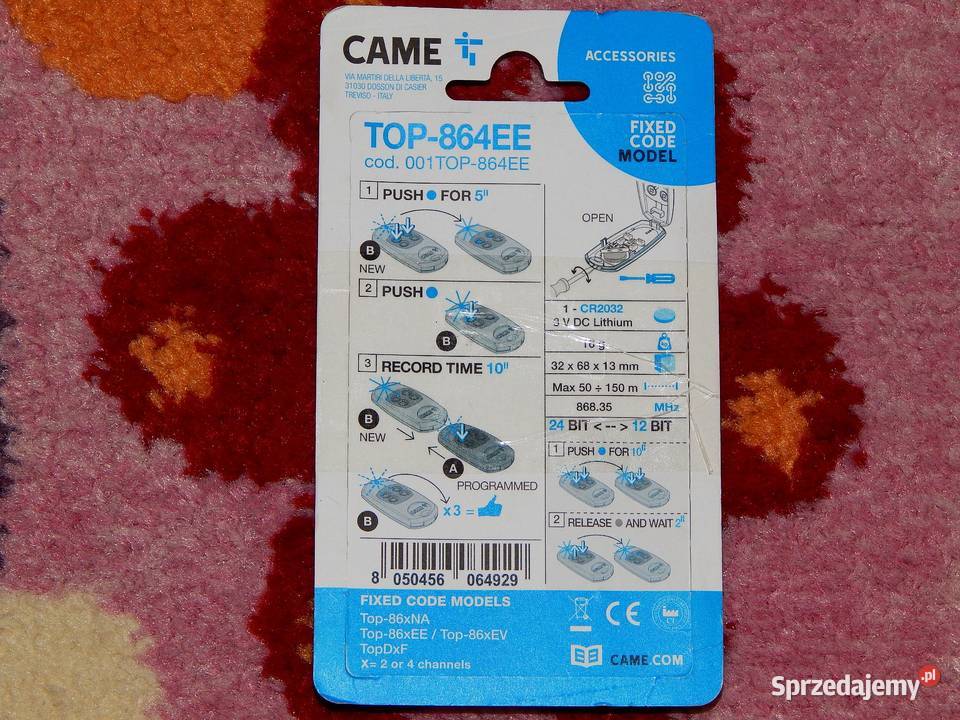 CAME
VIA MARTIRI DELLA LIBERTÀ, 15
31030 DOSSON DI CASIER
TREVISO - ITALY
ACCESSORIES
FIXED
CODE
MODEL
TOP-864EE
cod. 001TOP-864EE
1 PUSH FOR 5"
B
NEW
2 PUSH
B
3 RECORD TIME 10"
B
NEW
A
PROGRAMMED
B
x3 =
OPEN
1 - CR2032
3 V DC Lithium
16 g
32 x 68 x 13 mm
Max 50 ÷ 150 m
868.35 MHz
24 BIT < -- > 12 BIT
1 PUSH FOR 10"
2 RELEASE AND WAIT 2"
8 050456 064929
FIXED CODE MODELS
Top-86xNA
Top-86xEE / Top-86xEV
TopDxF
X= 2 or 4 channels
CE
CAME.COM
Sprzedajemy.pl